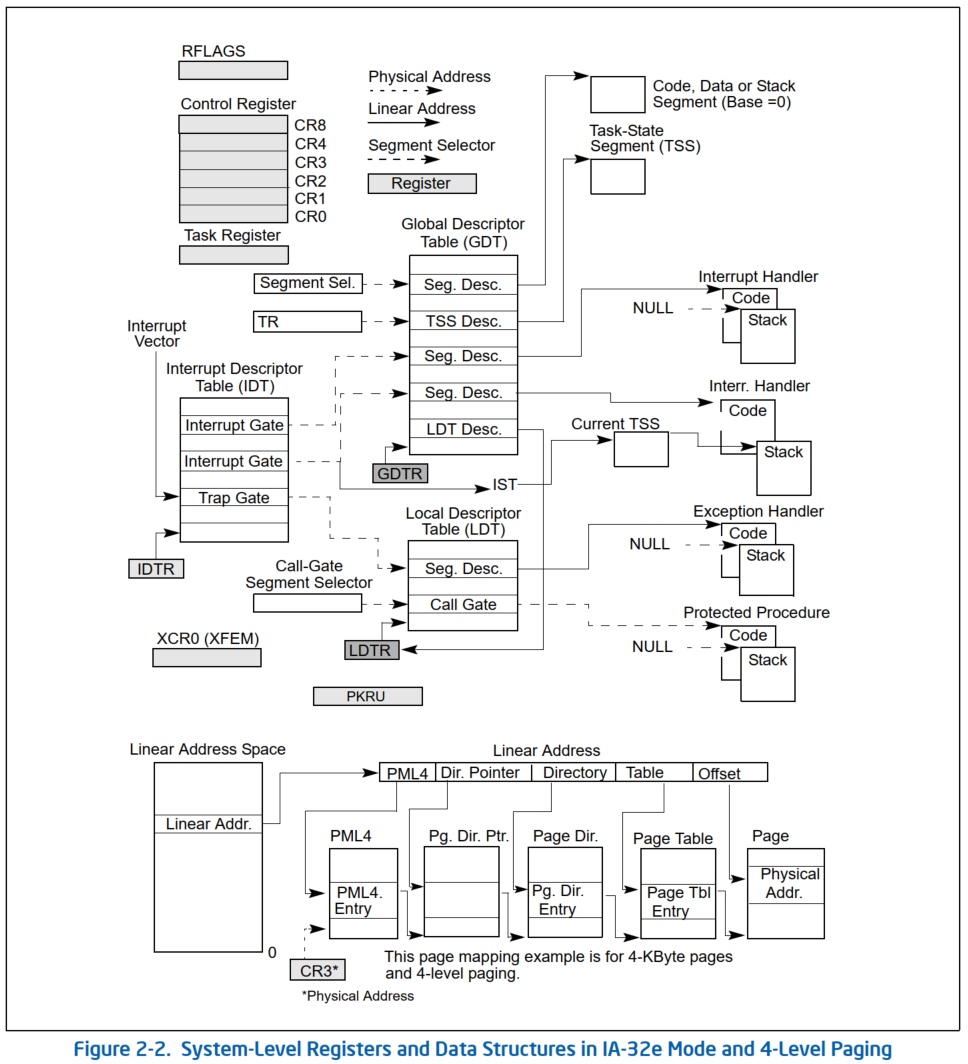 RFLAGS
Control Register
CR8
CR4
CR3
CR2
CR1
CR0
Task Register
Physical Address
Linear Address
Segment Selector
Register
Code, Data or Stack
Segment (Base =0)
Task-State
Segment (TSS)
Global Descriptor
Table (GDT)
Segment Sel.
Seg. Desc.
TR
TSS Desc.
Seg. Desc.
Seg. Desc.
LDT Desc.
GDTR
Interrupt Handler
Code
NULL
Stack
Interrupt
Vector
Interrupt Descriptor
Table (IDT)
Interrupt Gate
Interrupt Gate
Trap Gate
IDTR
Interr. Handler
Code
Current TSS
Stack
IST
Local Descriptor
Table (LDT)
Exception Handler
Code
NULL
Stack
Call-Gate
Segment Selector
Seg. Desc.
Call Gate
Protected Procedure
Code
NULL
Stack
XCR0 (XFEM)
LDTR
PKRU
Linear Address Space
Linear Addr.
0
Linear Address
PML4
Dir. Pointer
Directory
Table
Offset
PML4
Pg. Dir. Ptr.
Page Dir.
Page Table
Page
PML4.
Entry
Pg. Dir.
Entry
Page Tbl
Entry
Physical
Addr.
CR3*
*Physical Address
This page mapping example is for 4-KByte pages
and 4-level paging.
Figure 2-2. System-Level Registers and Data Structures in IA-32e Mode and 4-Level Paging